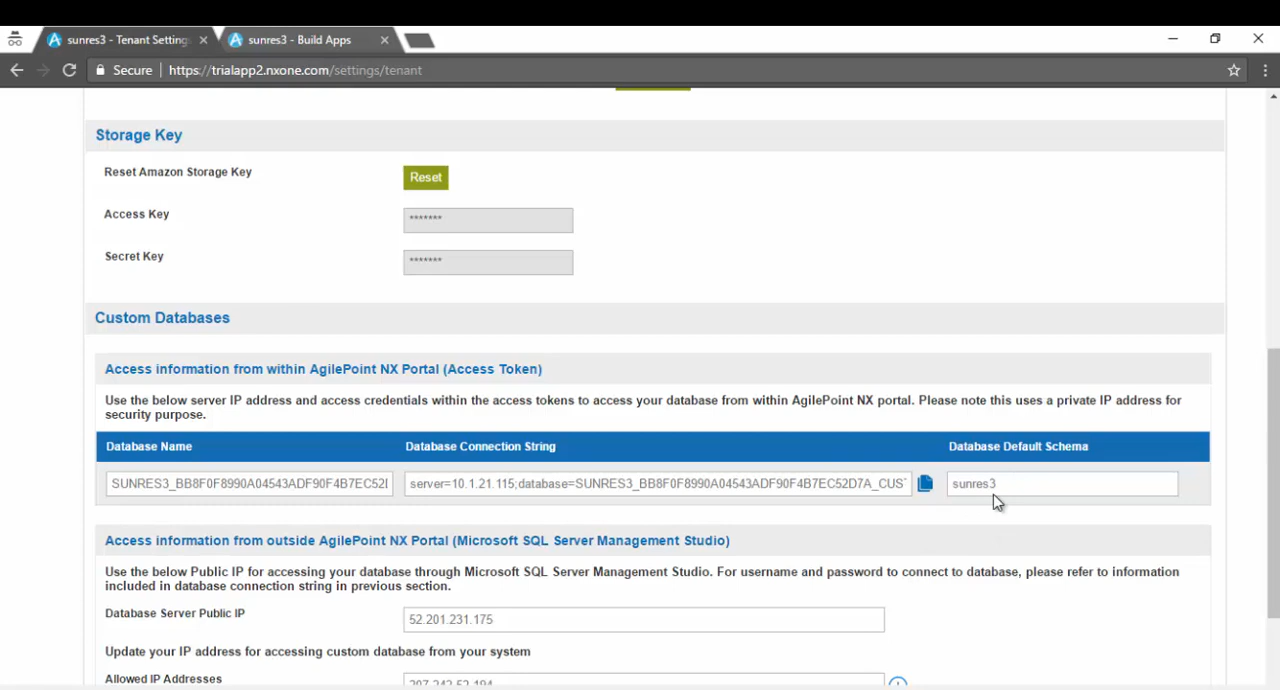 sunres3 - Tenant Setting
sunres3 - Build Apps
Secure
https://trialapp2.nxone.com/settings/tenant
Storage Key
Reset Amazon Storage Key
Reset
Access Key
*******
Secret Key
*******
Custom Databases
Access information from within AgilePoint NX Portal (Access Token)
Use the below server IP address and access credentials within the access tokens to access your database from within AgilePoint NX portal. Please note this uses a private IP address for
security purpose.
Database Name
Database Connection String
Database Default Schema
SUNRES3_BB8F0F8990A04543ADF90F4B7EC52
server=10.1.21.115;database=SUNRES3_BB8F0F8990A04543ADF90F4B7EC52D7A_CUS
sunres3
Access information from outside AgilePoint NX Portal (Microsoft SQL Server Management Studio)
Use the below Public IP for accessing your database through Microsoft SQL Server Management Studio. For username and password to connect to database, please refer to information
included in database connection string in previous section.
Database Server Public IP
52.201.231.175
Update your IP address for accessing custom database from your system
Allowed IP Addresses
207.242.52.194